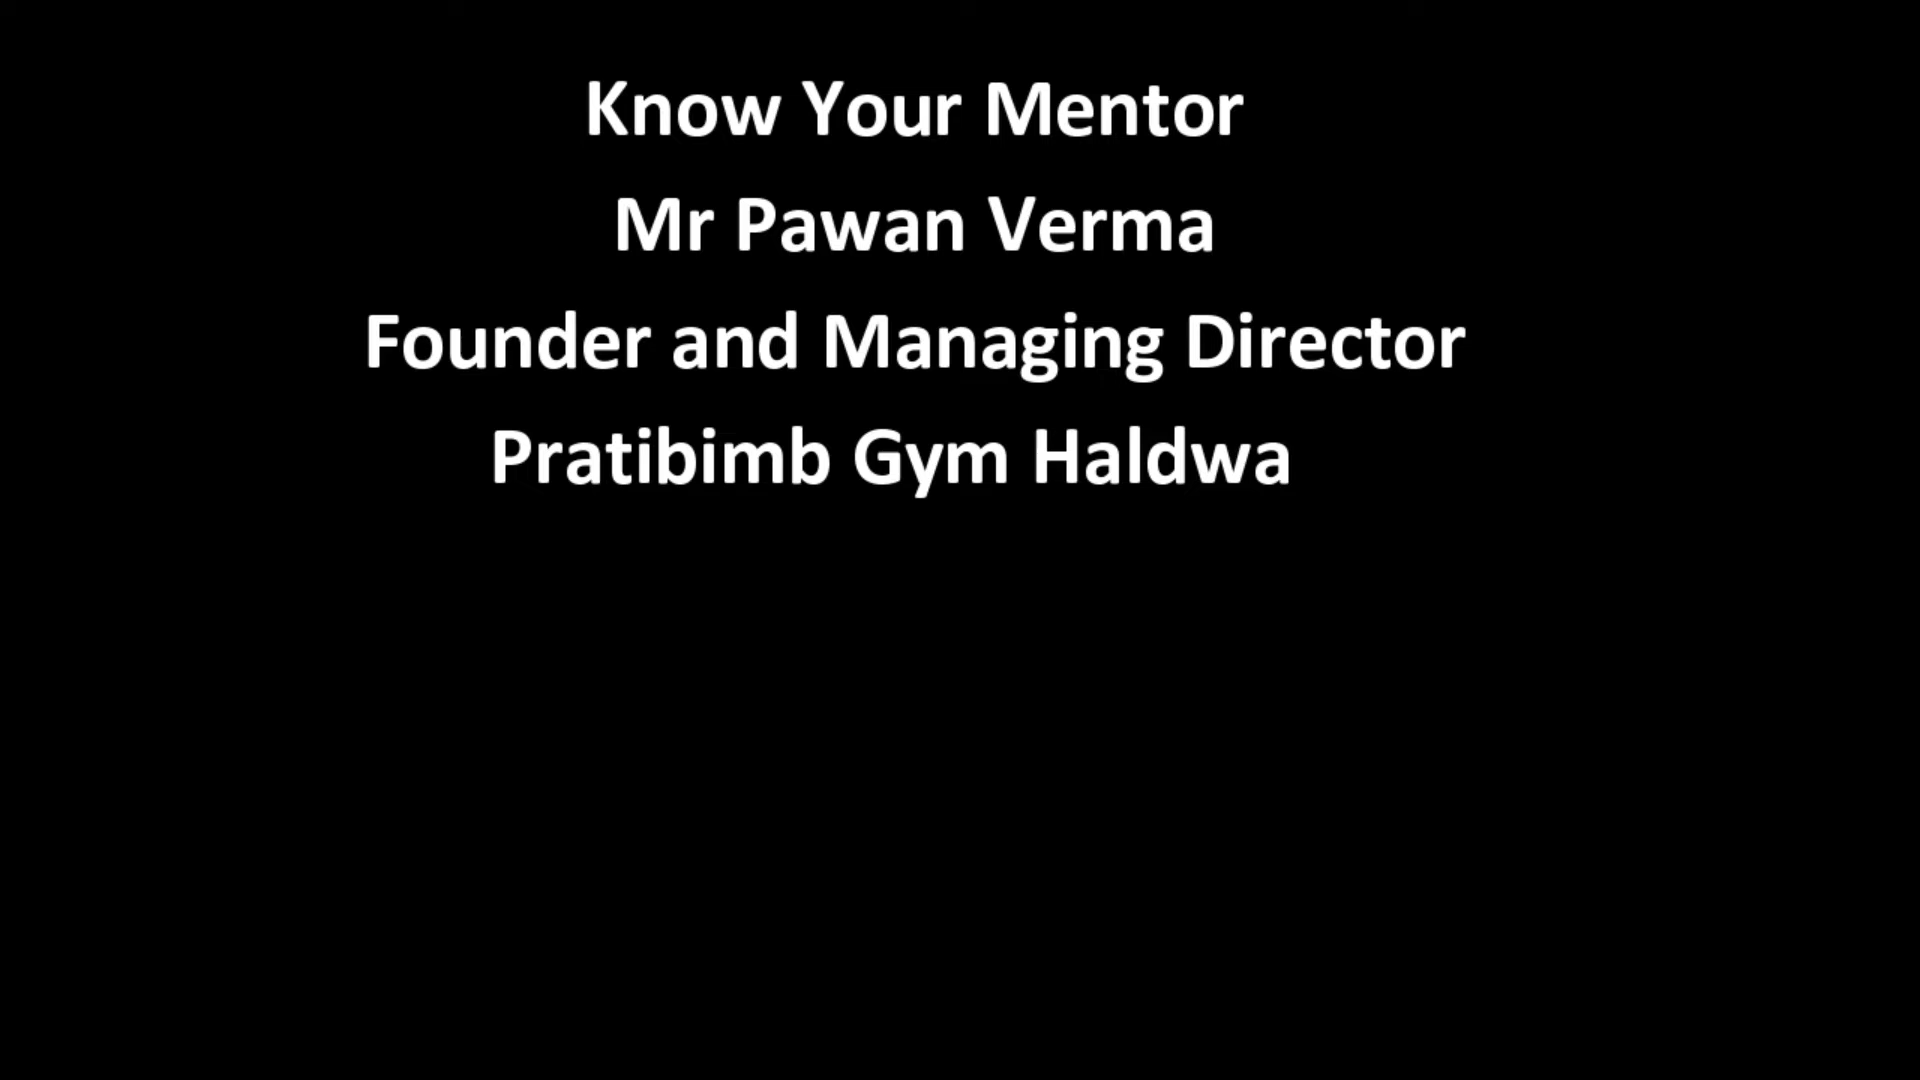 Know Your Mentor
Mr Pawan Verma
Founder and Managing Director
Pratibimb Gym Haldwa